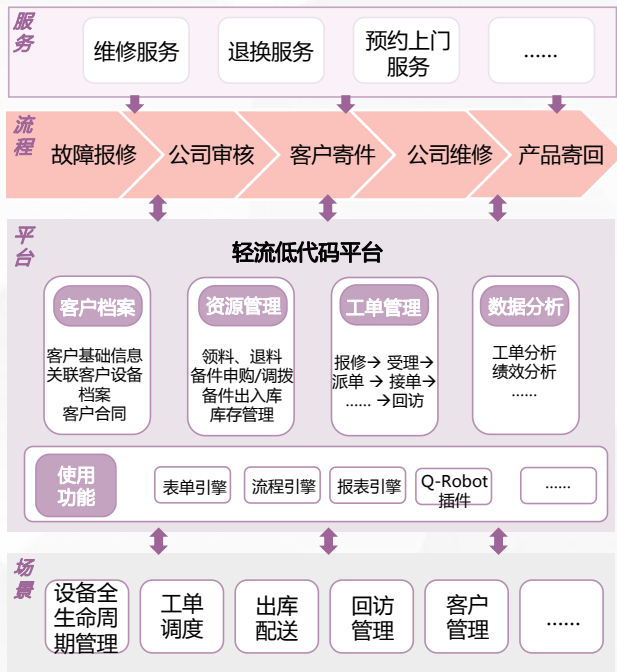 服
务
维修服务
退换服务
预约上门
服务
......
流
程
故障报修
公司审核
客户寄件
公司维修
产品寄回
平
台
轻流低代码平台
客户档案
客户基础信息
关联客户设备
档案
客户合同
资源管理
领料、退料
备件申购/调拨
备件出入库
库存管理
工单管理
报修→ 受理→
派单 → 接单→
...... →回访
数据分析
工单分析
绩效分析
......
使用
功能
表单引擎
流程引擎
报表引擎
Q-Robot
插件
......
场
景
设备全
生命周
期管理
工单
调度
出库
配送
回访
管理
客户
管理
......